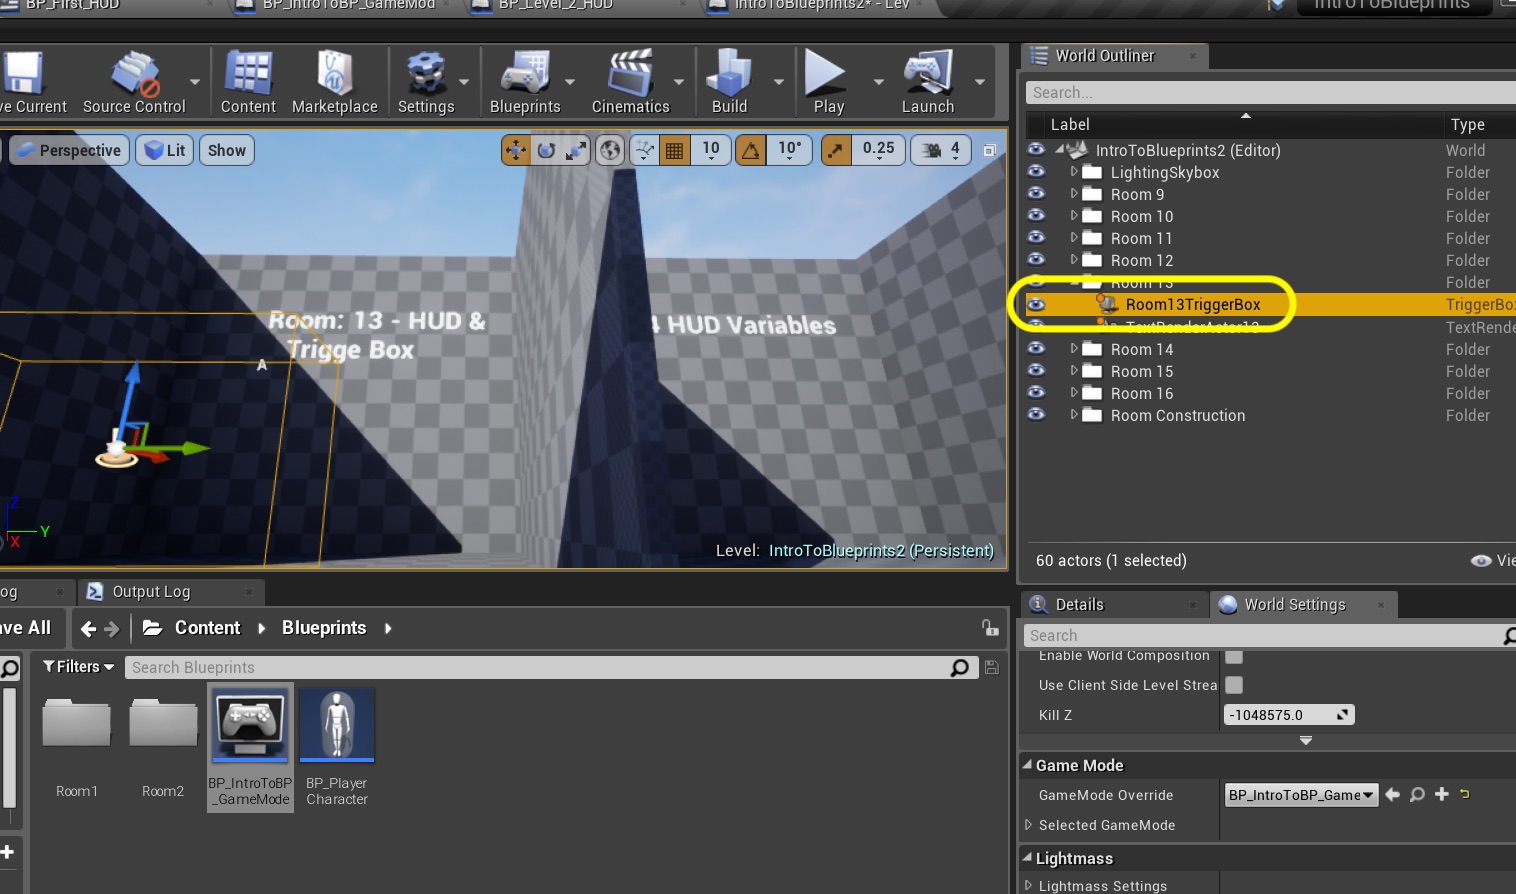 BP_First_HUD
BP_IntroToBP_GameMod
BP_Level_2_HUD
IntroToBlueprints2* - Lev
IntroToBlueprints
ve Current
Source Control
Content
Marketplace
Settings
Blueprints
Cinematics
Build
Play
Launch
World Outliner
Search...
Label
Type
Perspective
Lit
Show
10
10°
0.25
4
IntroToBlueprints2 (Editor)
World
LightingSkybox
Folder
Room 9
Folder
Room 10
Folder
Room 11
Folder
Room 12
Folder
Room 13
Folder
Room13TriggerBox
TriggerBox
TextRenderActor13
TextRende
Room 14
Folder
Room 15
Folder
Room 16
Folder
Room Construction
Folder
Room: 13 - HUD &
Trigge Box
4 HUD Variables
A
Z
Y
X
Level: IntroToBlueprints2 (Persistent)
60 actors (1 selected)
Vie
og
Output Log
Details
World Settings
ve All
Content
Blueprints
Search
Filters
Search Blueprints
Enable World Composition
Use Client Side Level Strea
Kill Z
-1048575.0
Room1
Room2
BP_IntroToBP
_GameMode
BP_Player
Character
Game Mode
GameMode Override
BP_IntroToBP_Game
Selected GameMode
Lightmass
Lightmass Settings